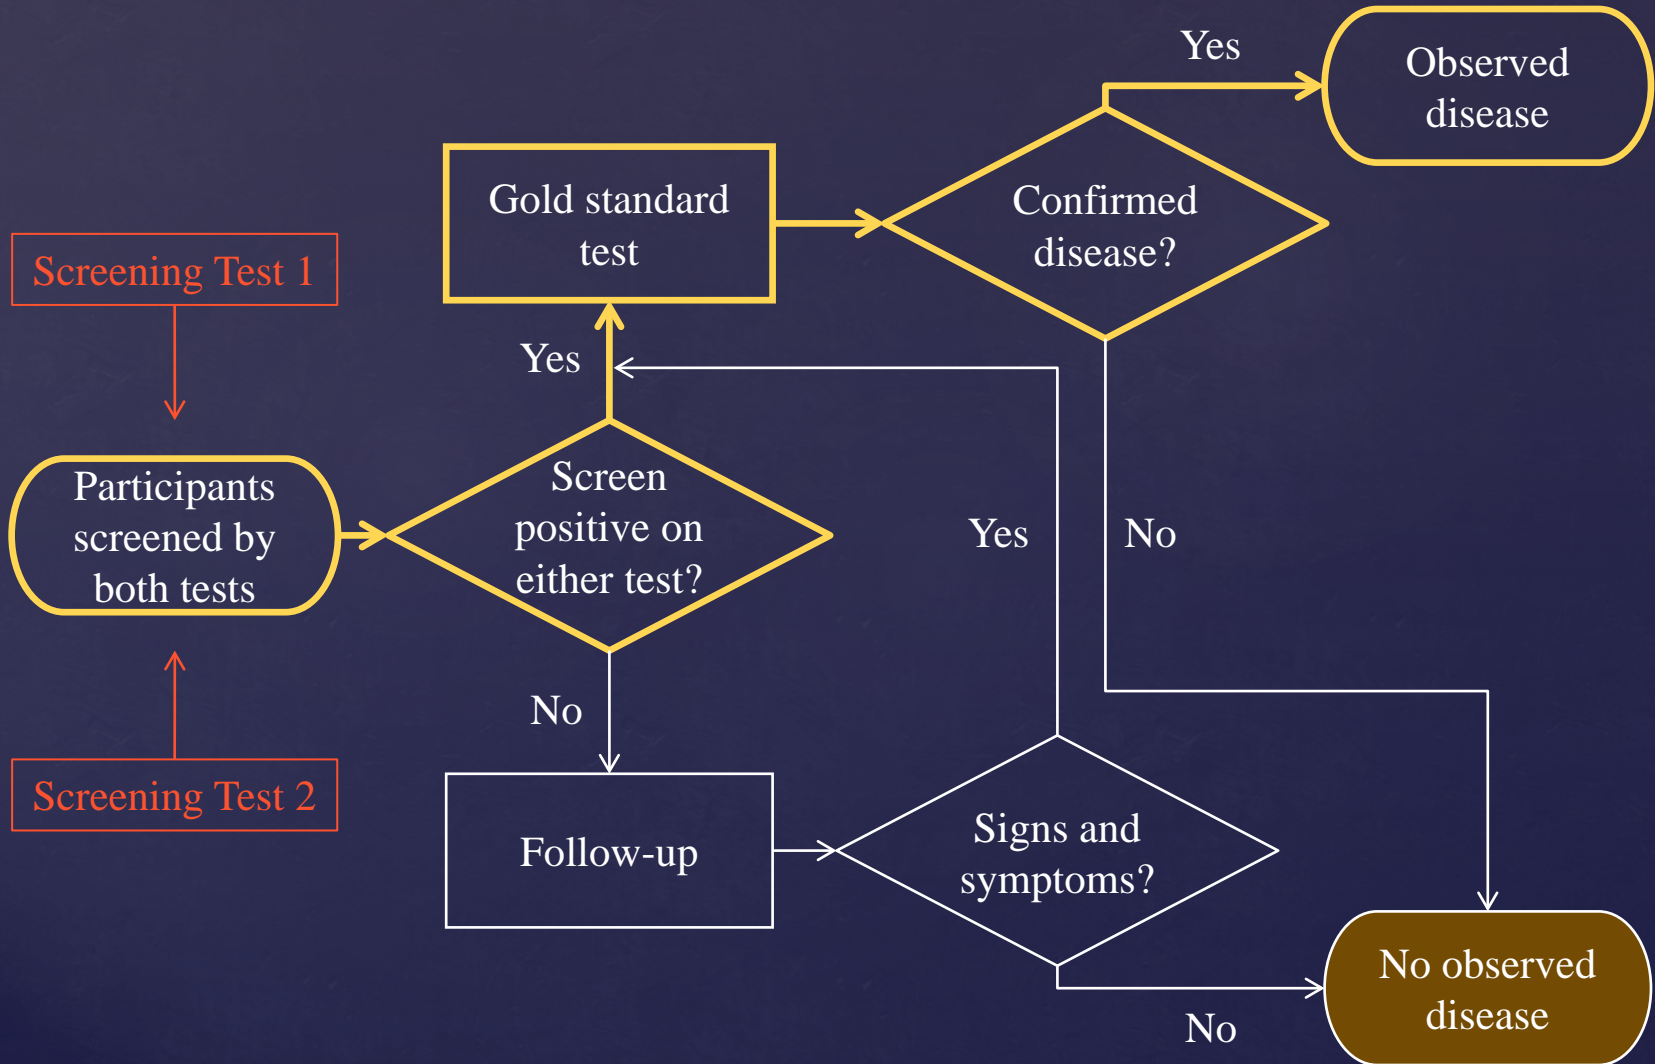 Yes
Observed
disease
Gold standard
test
Confirmed
disease?
Screening Test 1
Yes
Participants
screened by
both tests
Screen
positive on
either test?
Yes
No
No
Screening Test 2
Follow-up
Signs and
symptoms?
No observed
disease
No